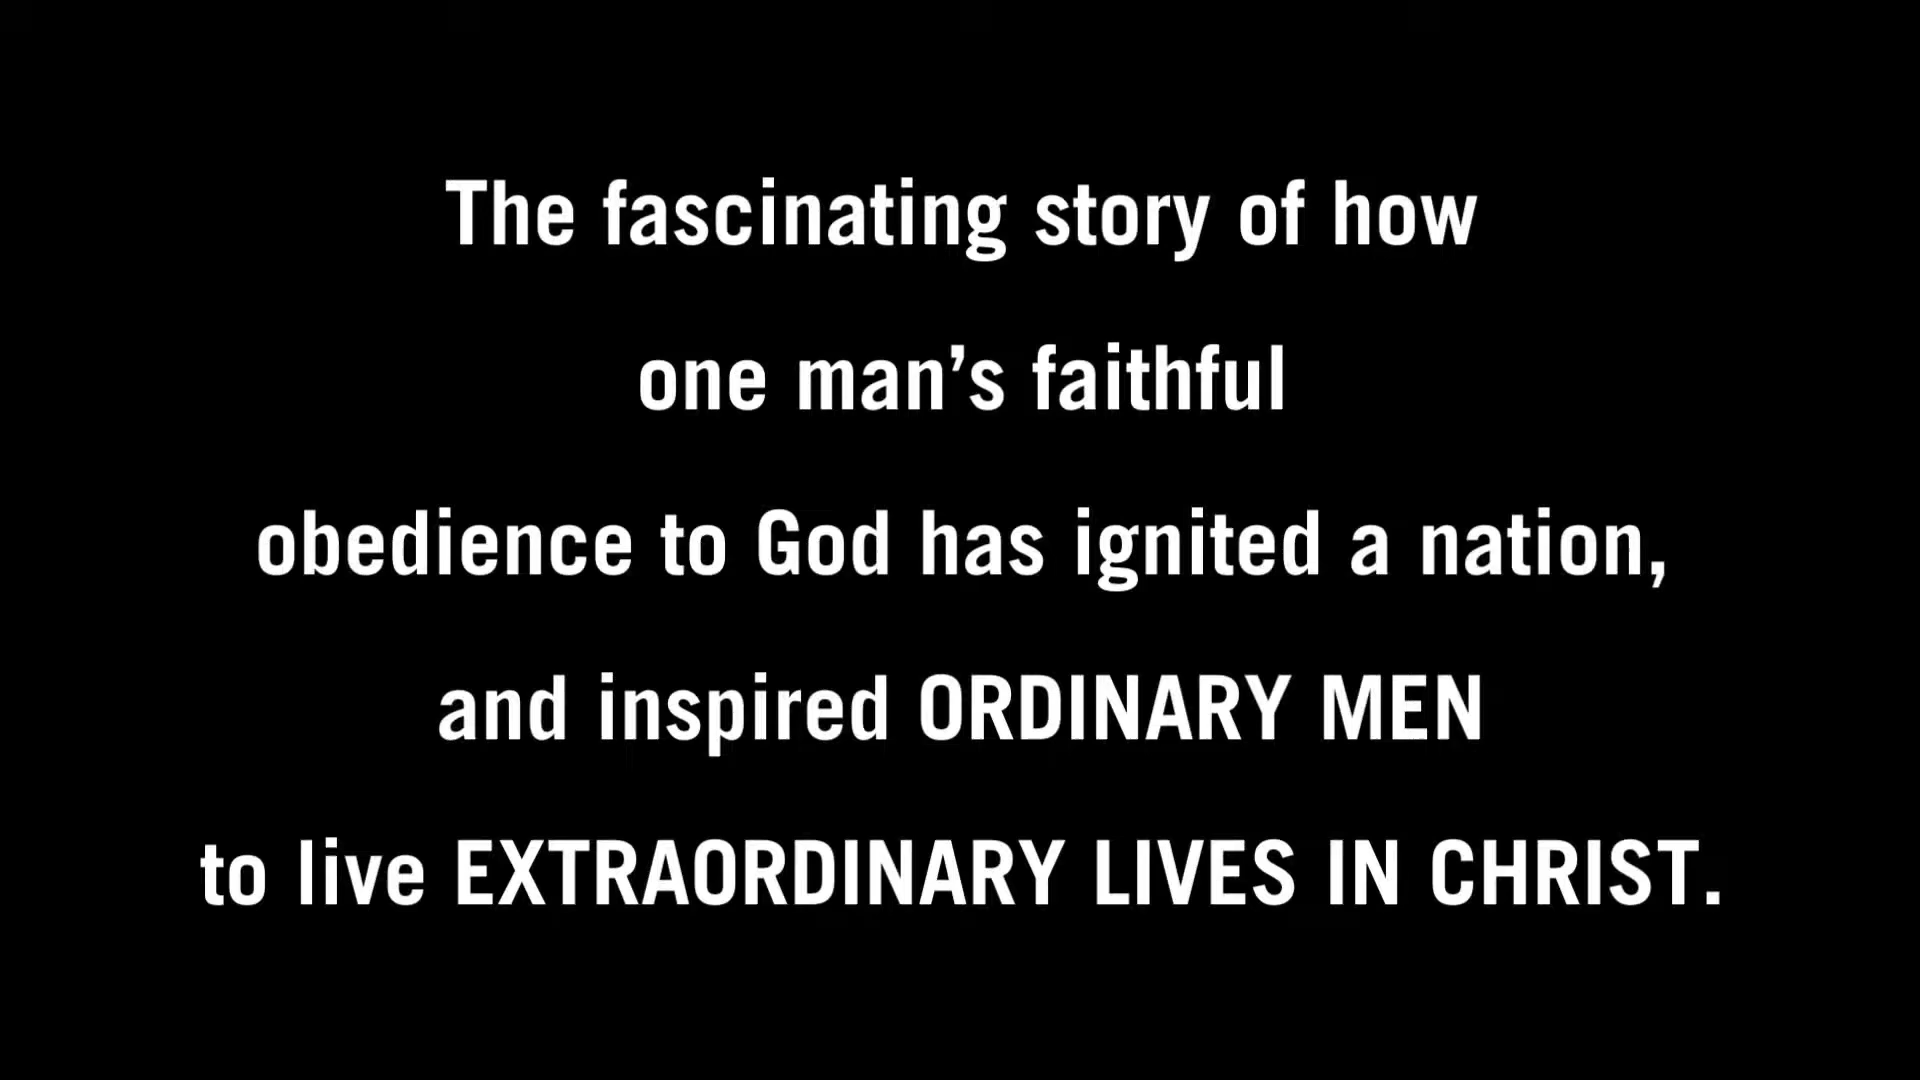 The fascinating story of how
one man’s faithful
obedience to God has ignited a nation,
and inspired ORDINARY MEN
to live EXTRAORDINARY LIVES IN CHRIST.